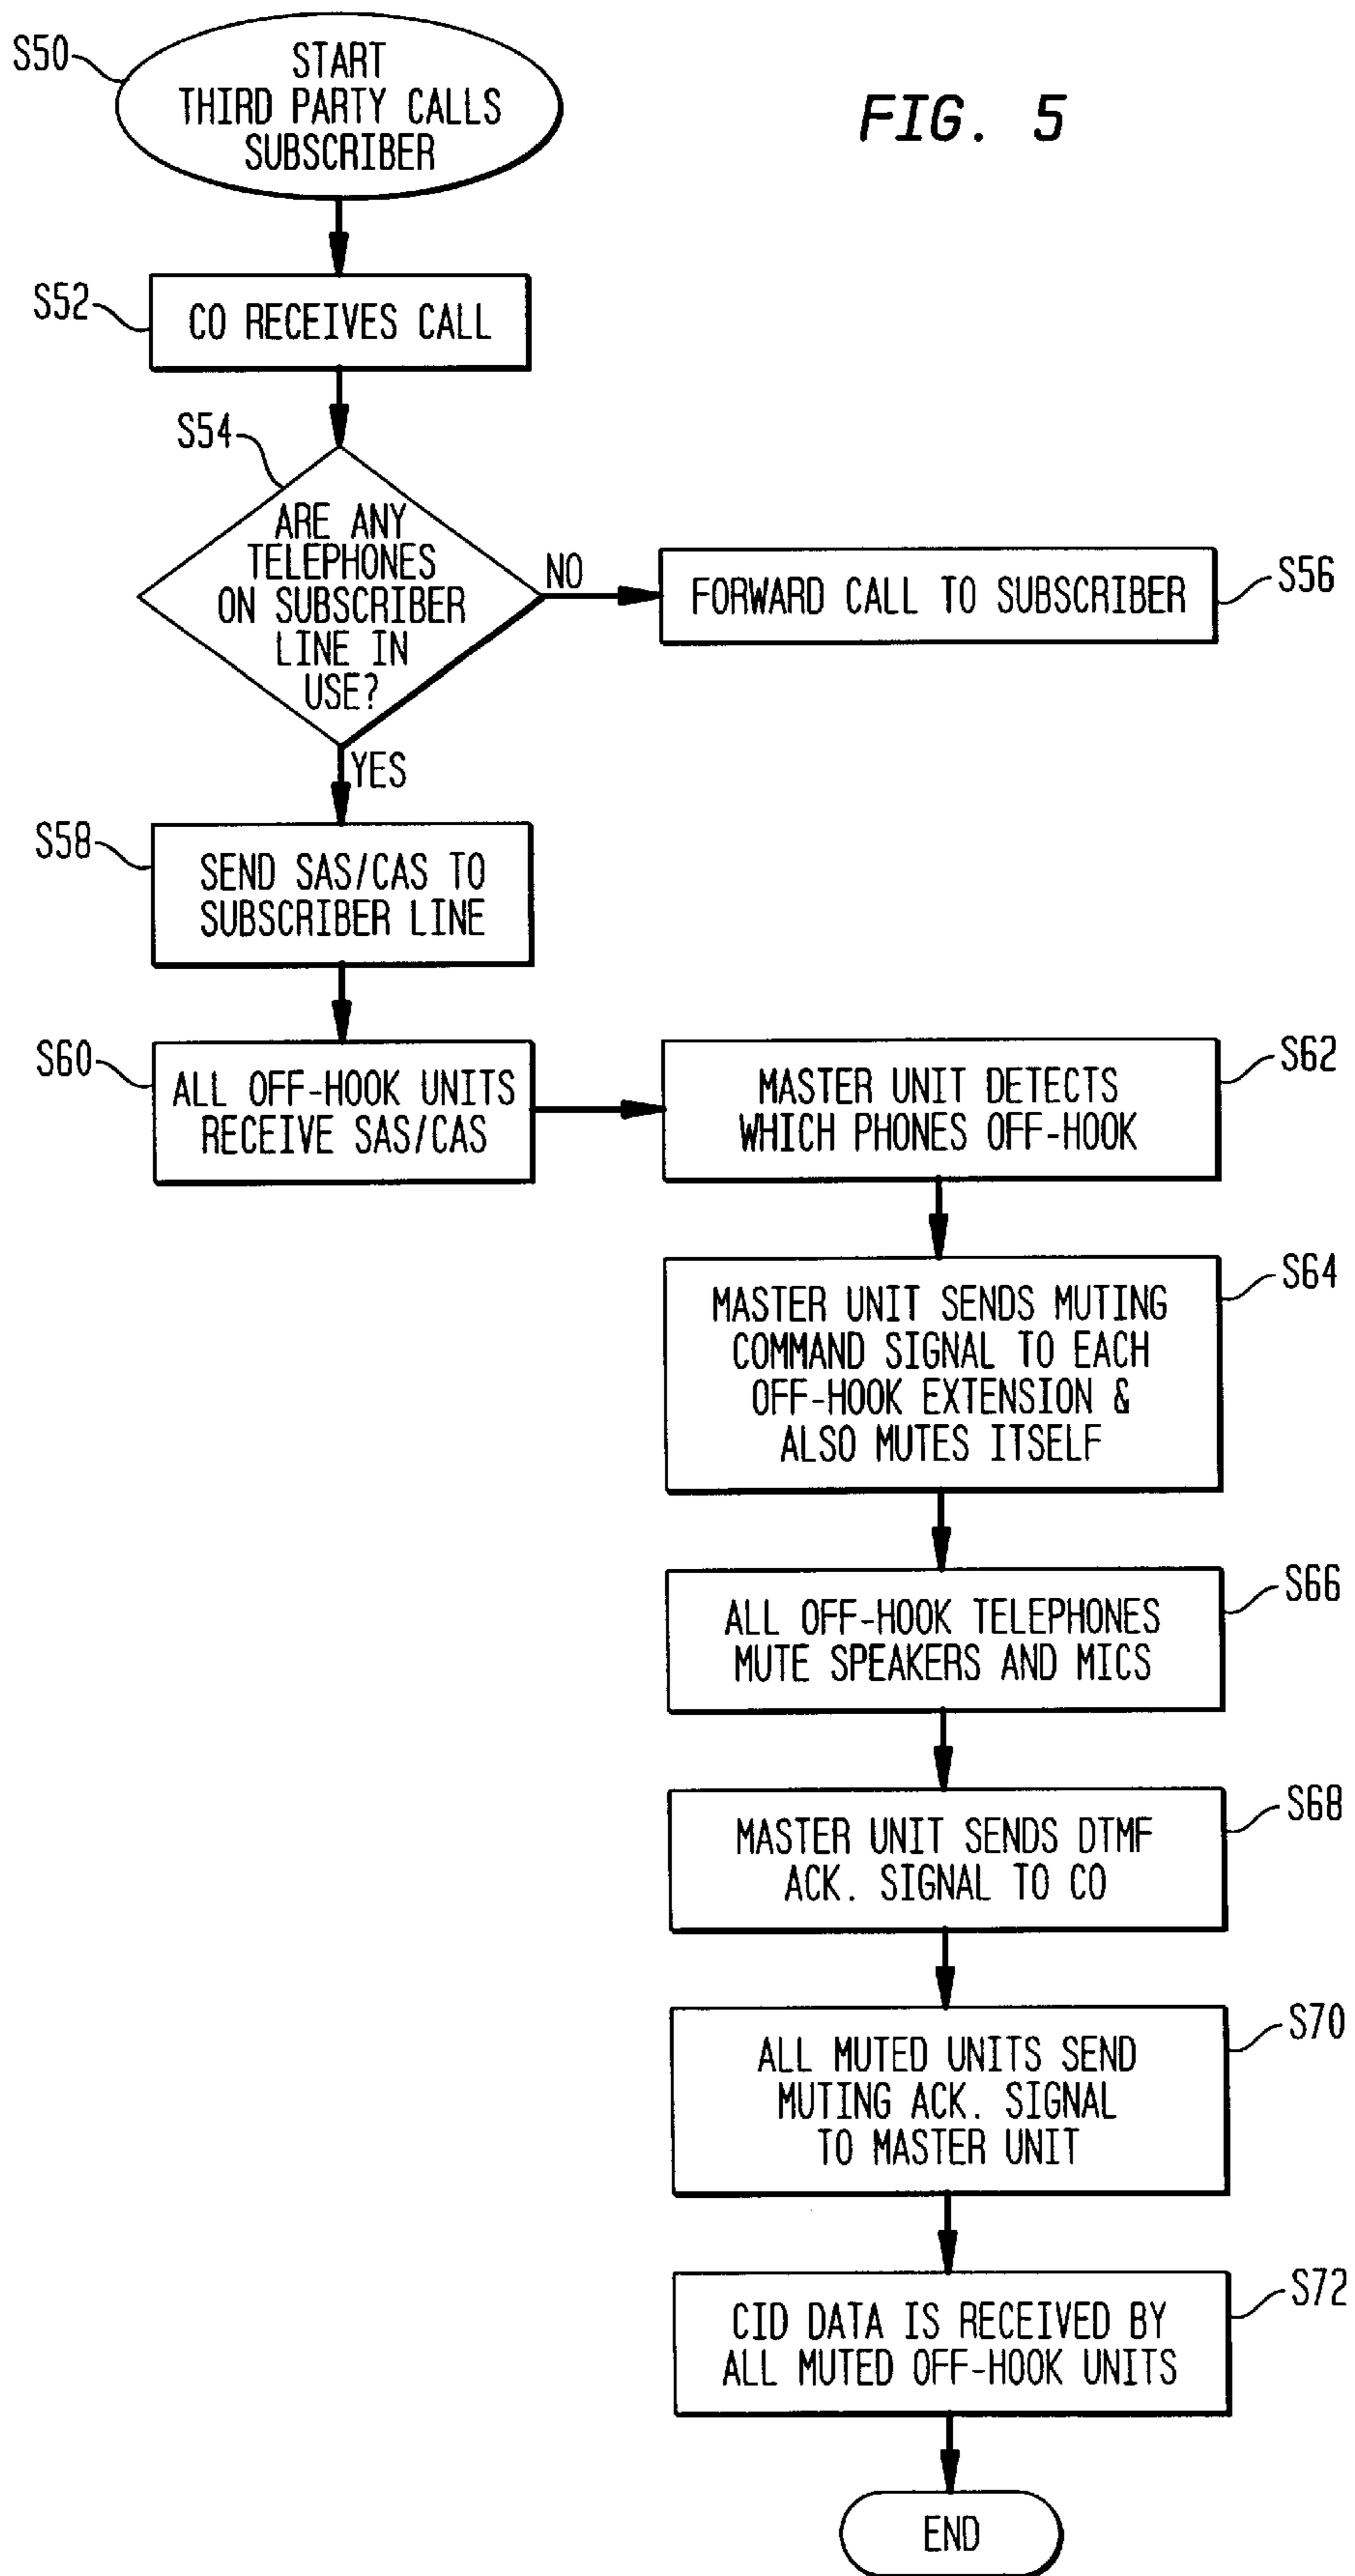 FIG. 5
S50
START
THIRD PARTY CALLS
SUBSCRIBER
S52
CO RECEIVES CALL
S54
ARE ANY
TELEPHONES
ON SUBSCRIBER
LINE IN
USE?
NO
FORWARD CALL TO SUBSCRIBER
S56
YES
S58
SEND SAS/CAS TO
SUBSCRIBER LINE
S60
ALL OFF-HOOK UNITS
RECEIVE SAS/CAS
S62
MASTER UNIT DETECTS
WHICH PHONES OFF-HOOK
S64
MASTER UNIT SENDS MUTING
COMMAND SIGNAL TO EACH
OFF-HOOK EXTENSION &
ALSO MUTES ITSELF
S66
ALL OFF-HOOK TELEPHONES
MUTE SPEAKERS AND MICS
S68
MASTER UNIT SENDS DTMF
ACK. SIGNAL TO CO
S70
ALL MUTED UNITS SEND
MUTING ACK. SIGNAL
TO MASTER UNIT
S72
CID DATA IS RECEIVED BY
ALL MUTED OFF-HOOK UNITS
END